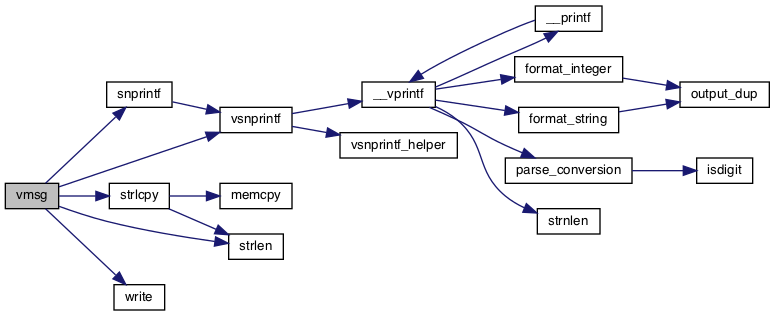 __printf
format_integer
snprintf
__vprintf
output_dup
vsnprintf
format_string
vsnprintf_helper
parse_conversion
isdigit
vmsg
strlcpy
memcpy
strnlen
strlen
write